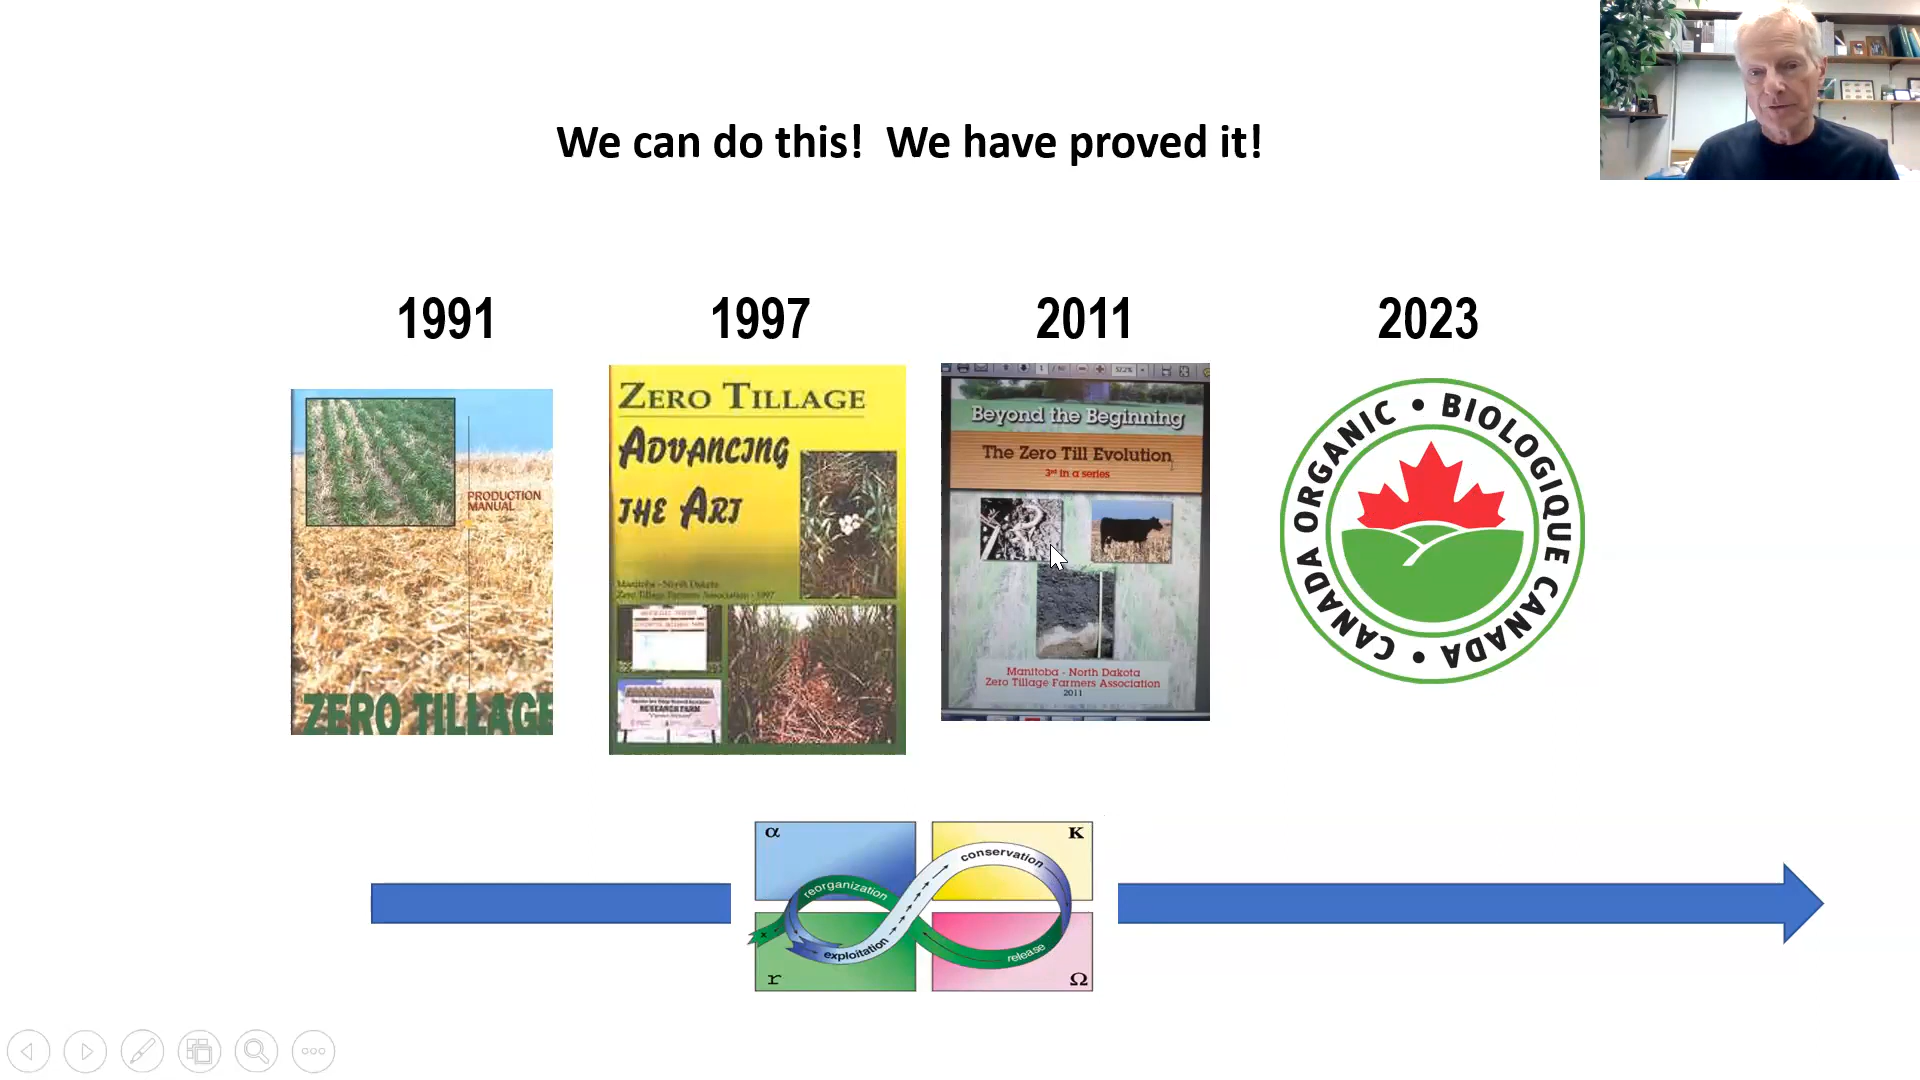 We can do this! We have proved it!
1991
1997
2011
2023
PRODUCTION
MANUAL
ZERO TILLAGE
ZERO TILLAGE
ADVANCING
THE ART
Manitoba - North Dakota
Zero Tillage Farmers Association - 1997
RESEARCH FARM
Beyond the Beginning
The Zero Till Evolution
3rd in a series
Manitoba - North Dakota
Zero Tillage Farmers Association
2011
CANADA ORGANIC • BIOLOGIQUE CANADA •
α
K
conservation
reorganization
x
exploitation
release
r
Ω